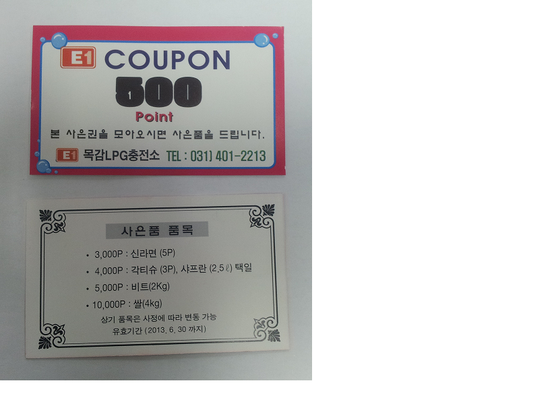 E1 COUPON
500
Point
본 사은권을 모아오시면 사은품을 드립니다.
E1 목감LPG충전소 TEL : 031) 401-2213
사은품 품목
• 3,000P : 신라면 (5P)
• 4,000P : 각티슈 (3P), 샤프란 (2,5ℓ) 택일
• 5,000P : 비트(2Kg)
• 10,000P : 쌀(4kg)
상기 품목은 사정에 따라 변동 가능
유효기간 (2013, 6, 30 까지)